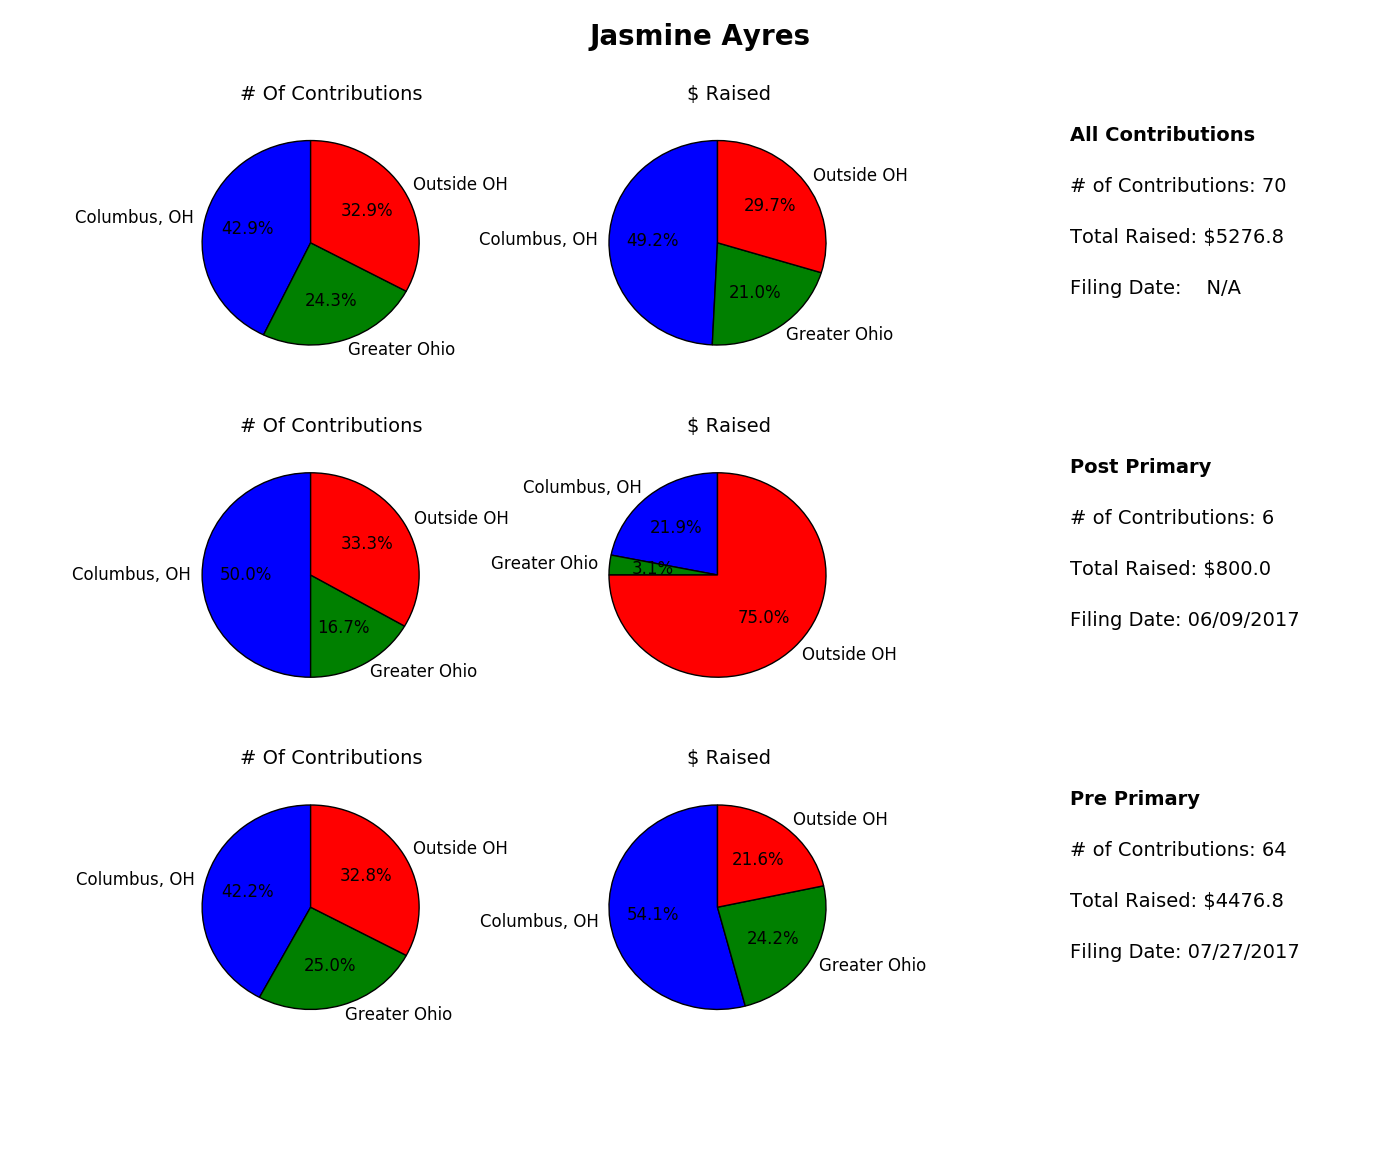 Jasmine Ayres
# Of Contributions
$ Raised
Outside OH
32.9%
Columbus, OH
42.9%
24.3%
Greater Ohio
Outside OH
29.7%
Columbus, OH
49.2%
21.0%
Greater Ohio
All Contributions
# of Contributions: 70
Total Raised: $5276.8
Filing Date: N/A
# Of Contributions
$ Raised
Outside OH
33.3%
Columbus, OH
50.0%
16.7%
Greater Ohio
Columbus, OH
21.9%
Greater Ohio
3.1%
75.0%
Outside OH
Post Primary
# of Contributions: 6
Total Raised: $800.0
Filing Date: 06/09/2017
# Of Contributions
$ Raised
Outside OH
32.8%
Columbus, OH
42.2%
25.0%
Greater Ohio
Outside OH
21.6%
Columbus, OH
54.1%
24.2%
Greater Ohio
Pre Primary
# of Contributions: 64
Total Raised: $4476.8
Filing Date: 07/27/2017